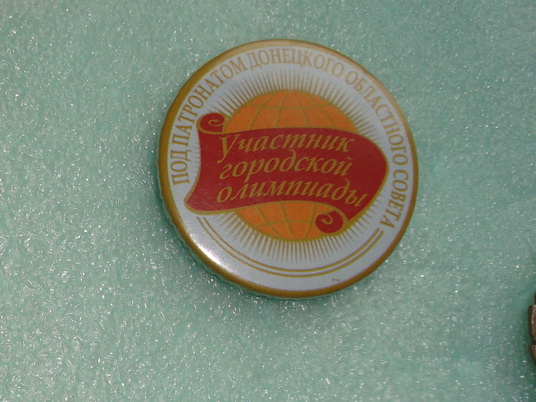 ПОД ПАТРОНАТОМ ДОНЕЦКОГО ОБЛАСТНОГО СОВЕТА
Участник
городской
олимпиады